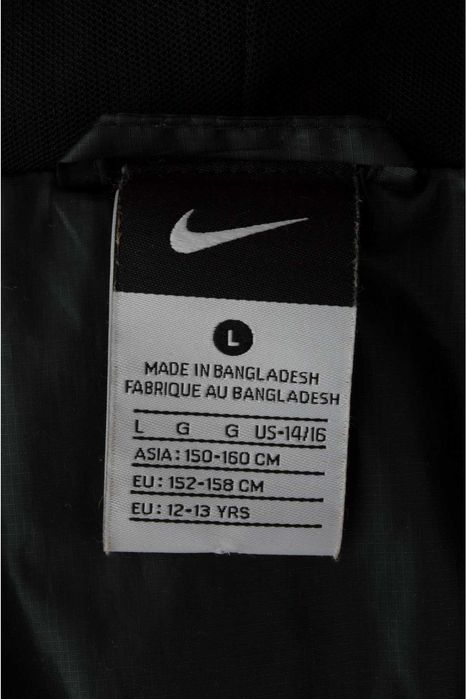 L
MADE IN BANGLADESH
FABRIQUE AU BANGLADESH
L G G US-14/16
ASIA: 150-160 CM
EU: 152-158 CM
EU: 12-13 YRS